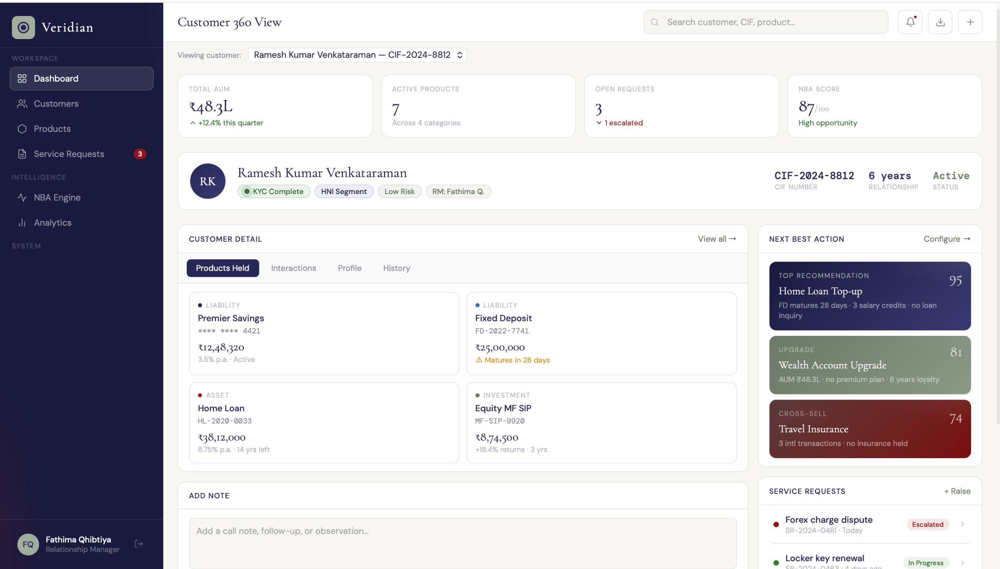 Veridian
WORKSPACE
Dashboard
Customers
Products
Service Requests 3
INTELLIGENCE
NBA Engine
Analytics
SYSTEM
FQ
Fathima Qhibtiya
Relationship Manager
Customer 360 View
Search customer, CIF, product...
Viewing customer: Ramesh Kumar Venkataraman — CIF-2024-8812
TOTAL AUM
₹48.3L
+12.4% this quarter
ACTIVE PRODUCTS
7
Across 4 categories
OPEN REQUESTS
3
1 escalated
NBA SCORE
87/100
High opportunity
RK
Ramesh Kumar Venkataraman
KYC Complete HNI Segment Low Risk RM: Fathima Q.
CIF-2024-8812
CIF NUMBER
6 years
RELATIONSHIP
Active
STATUS
CUSTOMER DETAIL View all →
Products Held Interactions Profile History
LIABILITY
Premier Savings
**** **** 4421
₹12,48,320
3.5% p.a. · Active
LIABILITY
Fixed Deposit
FD-2022-7741
₹25,00,000
⚠ Matures in 28 days
ASSET
Home Loan
HL-2020-0033
₹38,12,000
8.75% p.a. · 14 yrs left
INVESTMENT
Equity MF SIP
MF-SIP-9920
₹8,74,500
+18.4% returns · 3 yrs
ADD NOTE
Add a call note, follow-up, or observation...
NEXT BEST ACTION Configure →
TOP RECOMMENDATION
95
Home Loan Top-up
FD matures 28 days · 3 salary credits · no loan
inquiry
UPGRADE
81
Wealth Account Upgrade
AUM ₹48.3L · no premium plan · 6 years loyalty
CROSS-SELL
74
Travel Insurance
3 intl transactions · no insurance held
SERVICE REQUESTS + Raise
Forex charge dispute
SR-2024-0481 · Today
Escalated
Locker key renewal
SR-2024-0463 · 4 days ago
In Progress